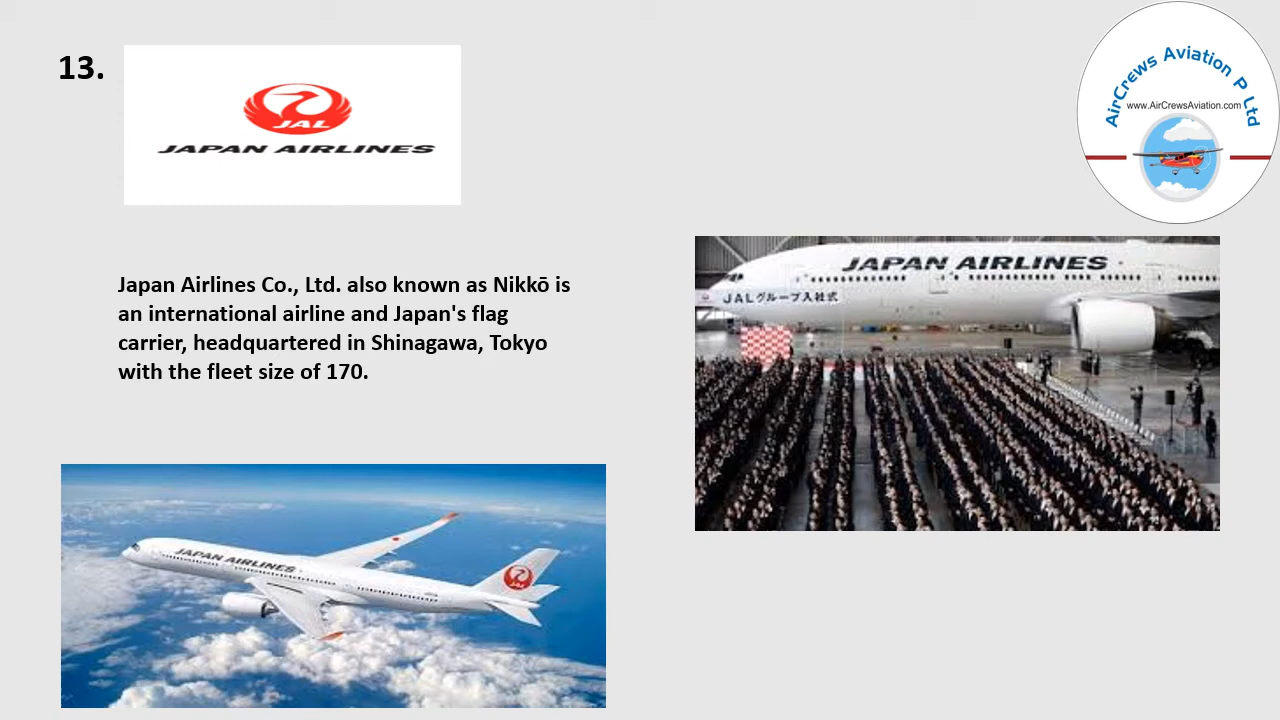 13.
JAL
JAPAN AIRLINES
AirCrews Aviation P Ltd
www.AirCrewsAviation.com
Japan Airlines Co., Ltd. also known as Nikkō is
an international airline and Japan's flag
carrier, headquartered in Shinagawa, Tokyo
with the fleet size of 170.
JAPAN AIRLINES
JALグループ入社式
JAPAN AIRLINES
JAL